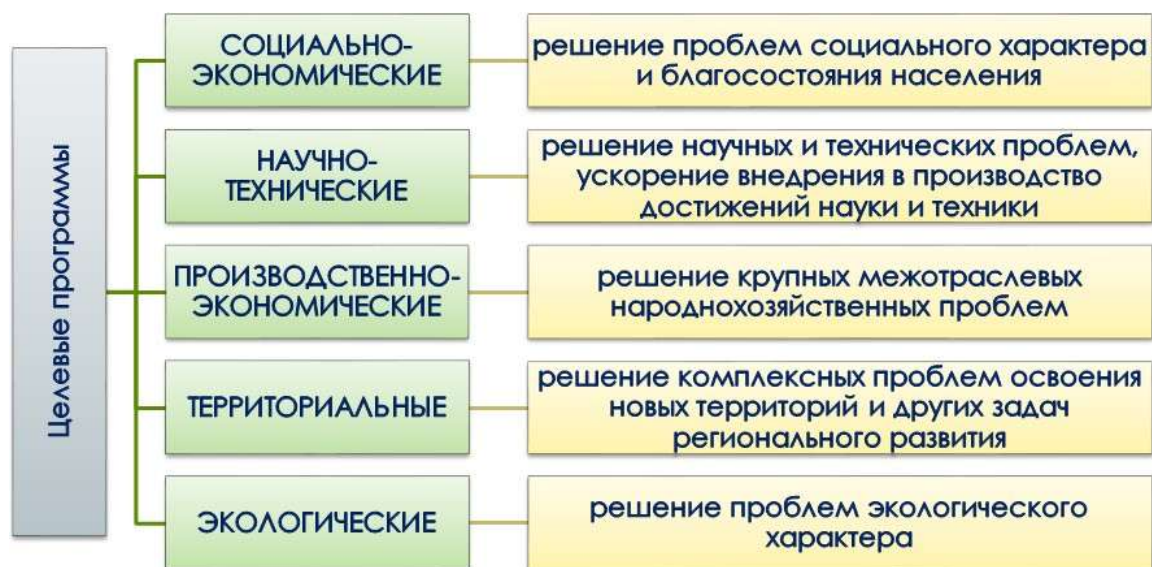 Целевые программы
СОЦИАЛЬНО-
ЭКОНОМИЧЕСКИЕ
решение проблем социального характера
и благосостояния населения
НАУЧНО-
ТЕХНИЧЕСКИЕ
решение научных и технических проблем,
ускорение внедрения в производство
достижений науки и техники
ПРОИЗВОДСТВЕННО-
ЭКОНОМИЧЕСКИЕ
решение крупных межотраслевых
народнохозяйственных проблем
ТЕРРИТОРИАЛЬНЫЕ
решение комплексных проблем освоения
новых территорий и других задач
регионального развития
ЭКОЛОГИЧЕСКИЕ
решение проблем экологического
характера